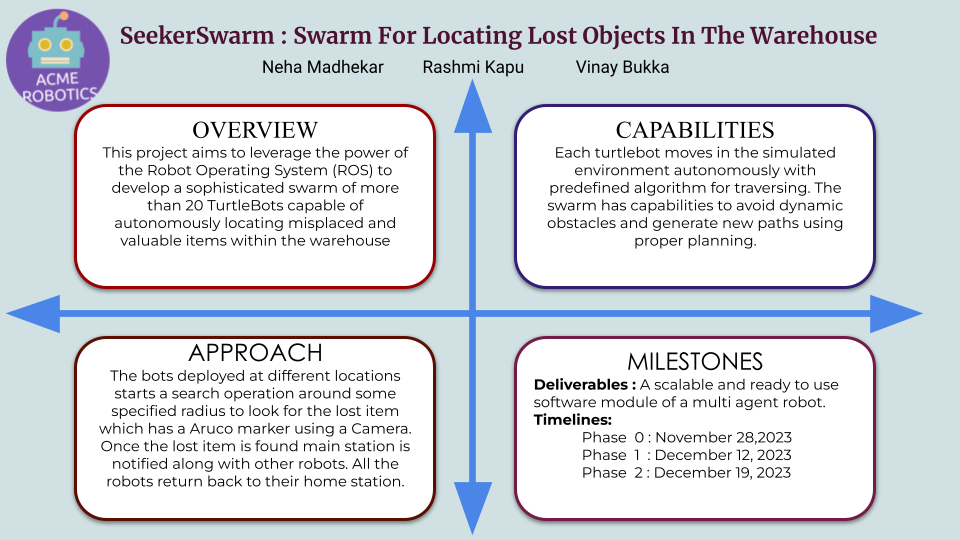 SeekerSwarm : Swarm For Locating Lost Objects In The Warehouse
Neha Madhekar Rashmi Kapu Vinay Bukka
ACME
ROBOTICS
OVERVIEW
This project aims to leverage the power of
the Robot Operating System (ROS) to
develop a sophisticated swarm of more
than 20 TurtleBots capable of
autonomously locating misplaced and
valuable items within the warehouse
CAPABILITIES
Each turtlebot moves in the simulated
environment autonomously with
predefined algorithm for traversing. The
swarm has capabilities to avoid dynamic
obstacles and generate new paths using
proper planning.
APPROACH
The bots deployed at different locations
starts a search operation around some
specified radius to look for the lost item
which has a Aruco marker using a Camera.
Once the lost item is found main station is
notified along with other robots. All the
robots return back to their home station.
MILESTONES
Deliverables : A scalable and ready to use
software module of a multi agent robot.
Timelines:
Phase 0 : November 28,2023
Phase 1 : December 12, 2023
Phase 2 : December 19, 2023